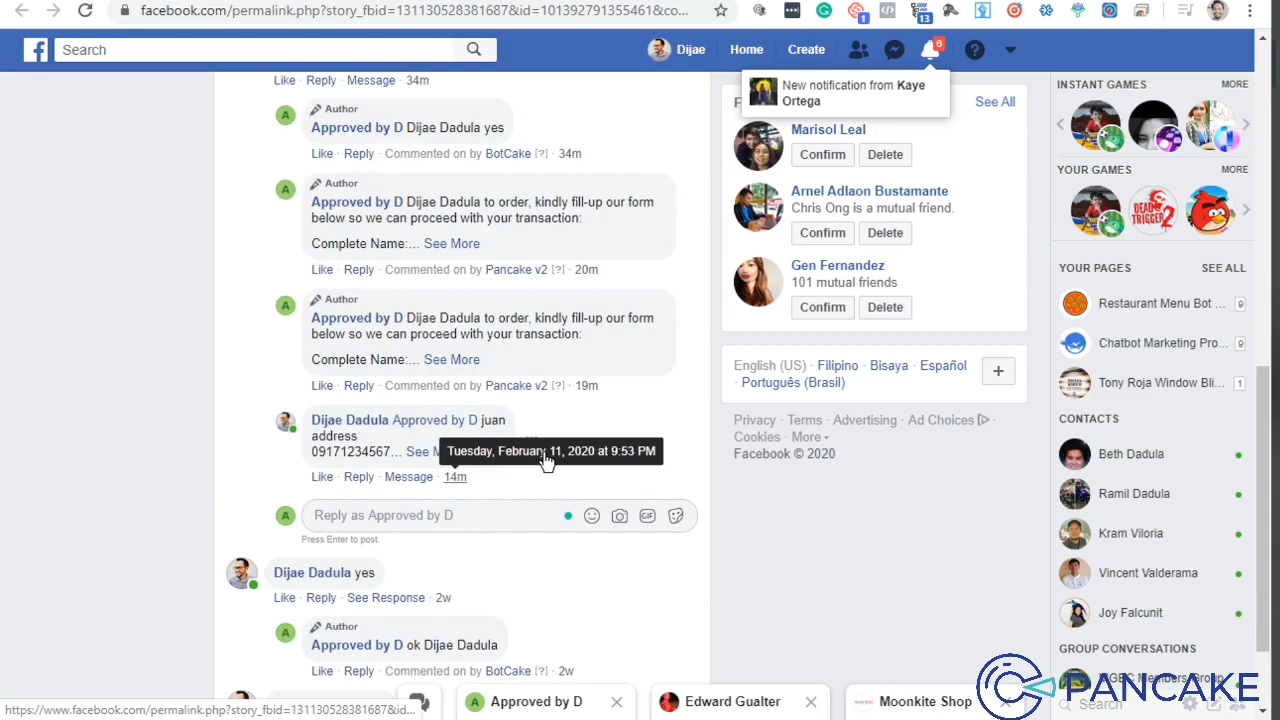 facebook.com/permalink.php?story_fbid=131130528381687&id=1013927913554​61&co...
1
13
Search
Dijae
Home
Create
6
New notification from Kaye
Ortega
Like · Reply · Message · 34m
Author
Approved by D Dijae Dadula yes
Like · Reply · Commented on by BotCake [?] · 34m
Author
Approved by D Dijae Dadula to order, kindly fill-up our form
below so we can proceed with your transaction:
Complete Name:... See More
Like · Reply · Commented on by Pancake v2 [?] · 20m
Author
Approved by D Dijae Dadula to order, kindly fill-up our form
below so we can proceed with your transaction:
Complete Name:... See More
Like · Reply · Commented on by Pancake v2 [?] · 19m
Dijae Dadula Approved by D juan
address
09171234567... See M
Tuesday, February 11, 2020 at 9:53 PM
Like · Reply · Message · 14m
Reply as Approved by D
GIF
Press Enter to post.
Dijae Dadula yes
Like · Reply · See Response · 2w
Author
Approved by D ok Dijae Dadula
Like · Reply · Commented on by BotCake [?] · 2w
F
See All
Marisol Leal
Confirm Delete
Arnel Adlaon Bustamante
Chris Ong is a mutual friend.
Confirm Delete
Gen Fernandez
101 mutual friends
Confirm Delete
English (US) · Filipino · Bisaya · Español
· Português (Brasil)
Privacy · Terms · Advertising · Ad Choices
Cookies · More
Facebook © 2020
INSTANT GAMES MORE
YOUR GAMES MORE
DEAD TRIGGER 2
YOUR PAGES SEE ALL
Restaurant Menu Bot ... 9
Chatbot Marketing Pro... 9
Tony Roja Window Bli... 1
CONTACTS
Beth Dadula
Ramil Dadula
Kram Viloria
Vincent Valderama
Joy Falcunit
GROUP CONVERSATIONS
Members Group
PANCAKE
Search
https://www.facebook.com/permalink.php?story_fbid=131130528381687&id...
A Approved by D
Edward Gualter
Moonkite Shop